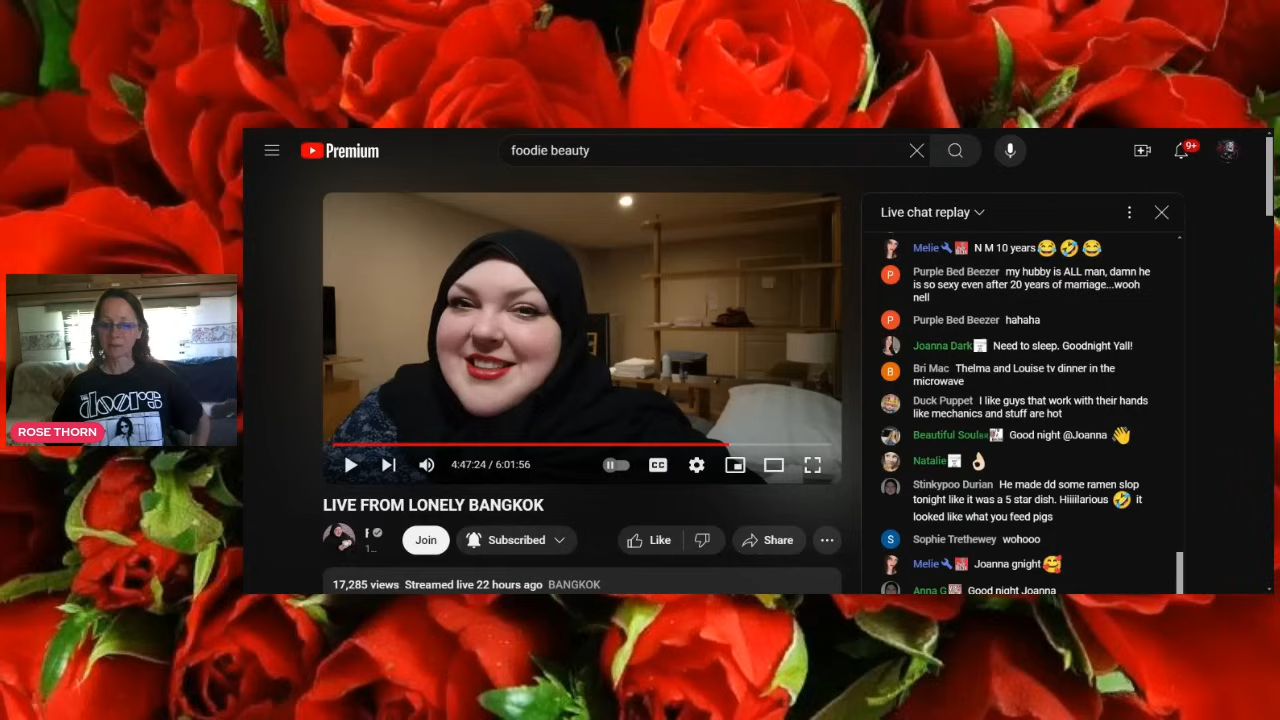 Premium
foodie beauty
9+
Live chat replay
Melie N M 10 years
Purple Bed Beezer my hubby is ALL man, damn he
is so sexy even after 20 years of marriage...wooh
nell
Purple Bed Beezer hahaha
Joanna Dark Need to sleep. Goodnight Yall!
Bri Mac Thelma and Louise tv dinner in the
microwave
Duck Puppet I like guys that work with their hands
like mechanics and stuff are hot
Beautiful Soul Good night @Joanna
Natalie
Stinkypoo Durian He made dd some ramen slop
tonight like it was a 5 star dish. Hiiiilarious it
looked like what you feed pigs
Sophie Trethewey wohooo
Melie Joanna gnight
Anna G Good night Joanna
the doors
ROSE THORN
4:47:24 / 6:01:56
CC
LIVE FROM LONELY BANGKOK
F
1...
Join
Subscribed
Like
Share
17,285 views Streamed live 22 hours ago BANGKOK